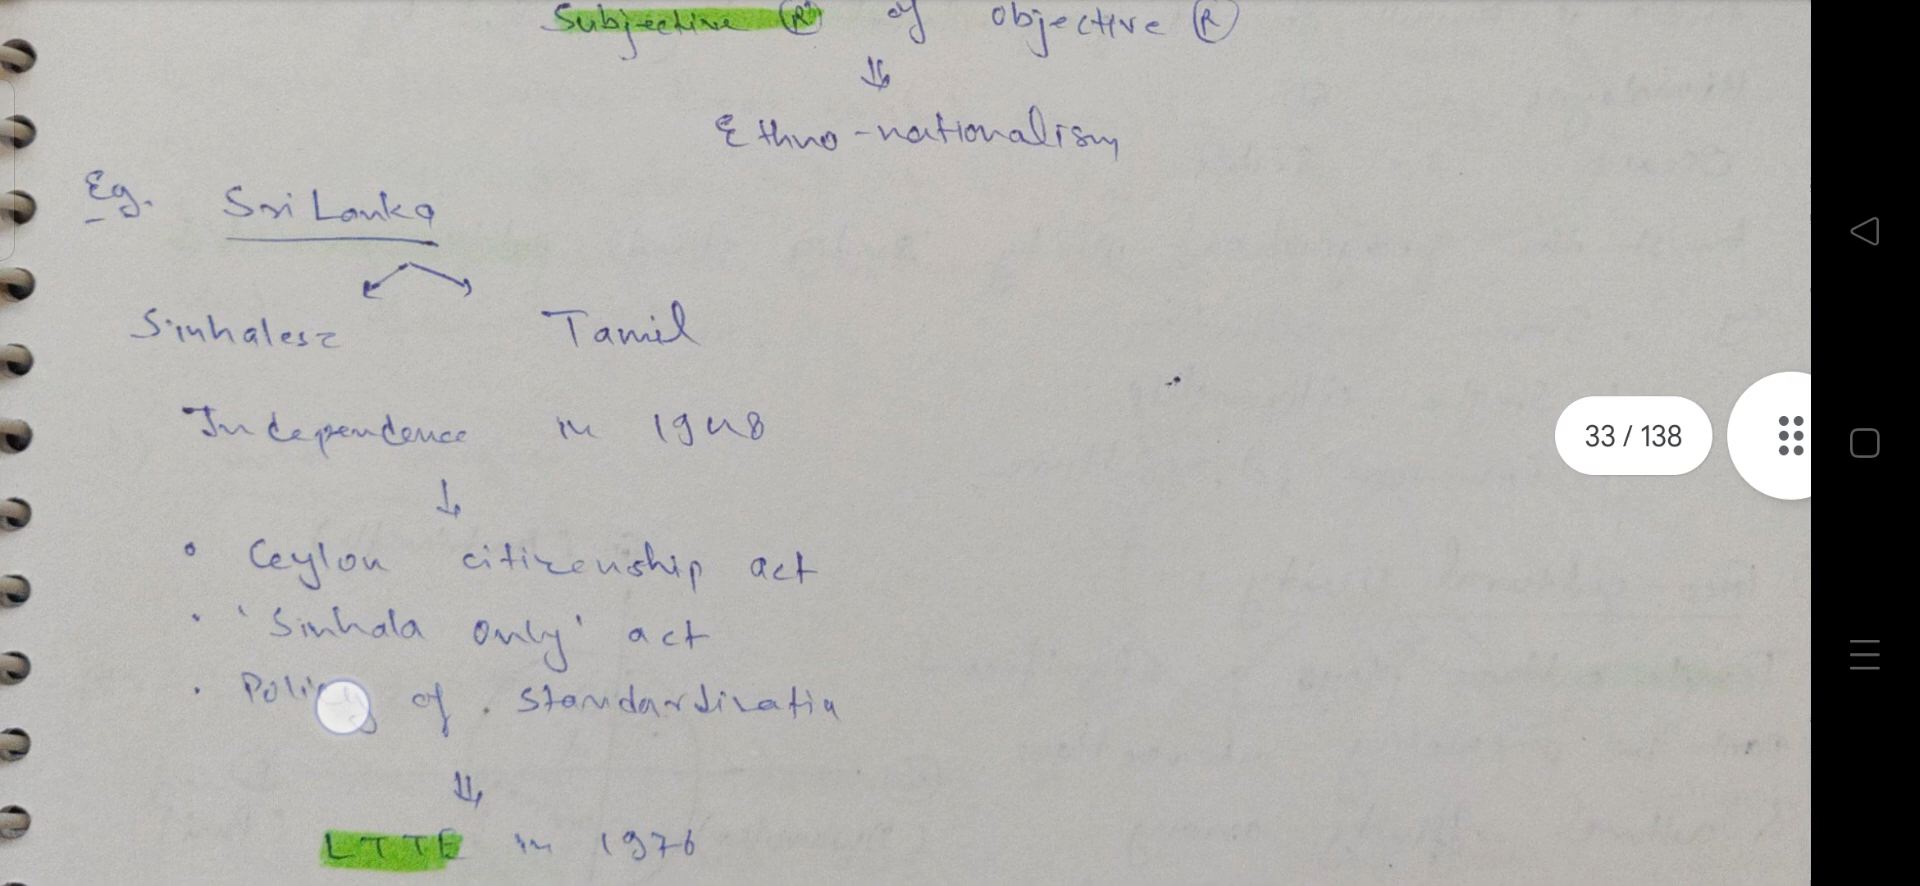 Subjective Ⓡ of objective Ⓡ
Ethno-nationalism
Eg. Sri Lanka
Sinhalese Tamil
Independence in 1948
• Ceylon citizenship act
• 'Sinhala only' act
33 / 138
• Policy of standardization
LTTE in 1976